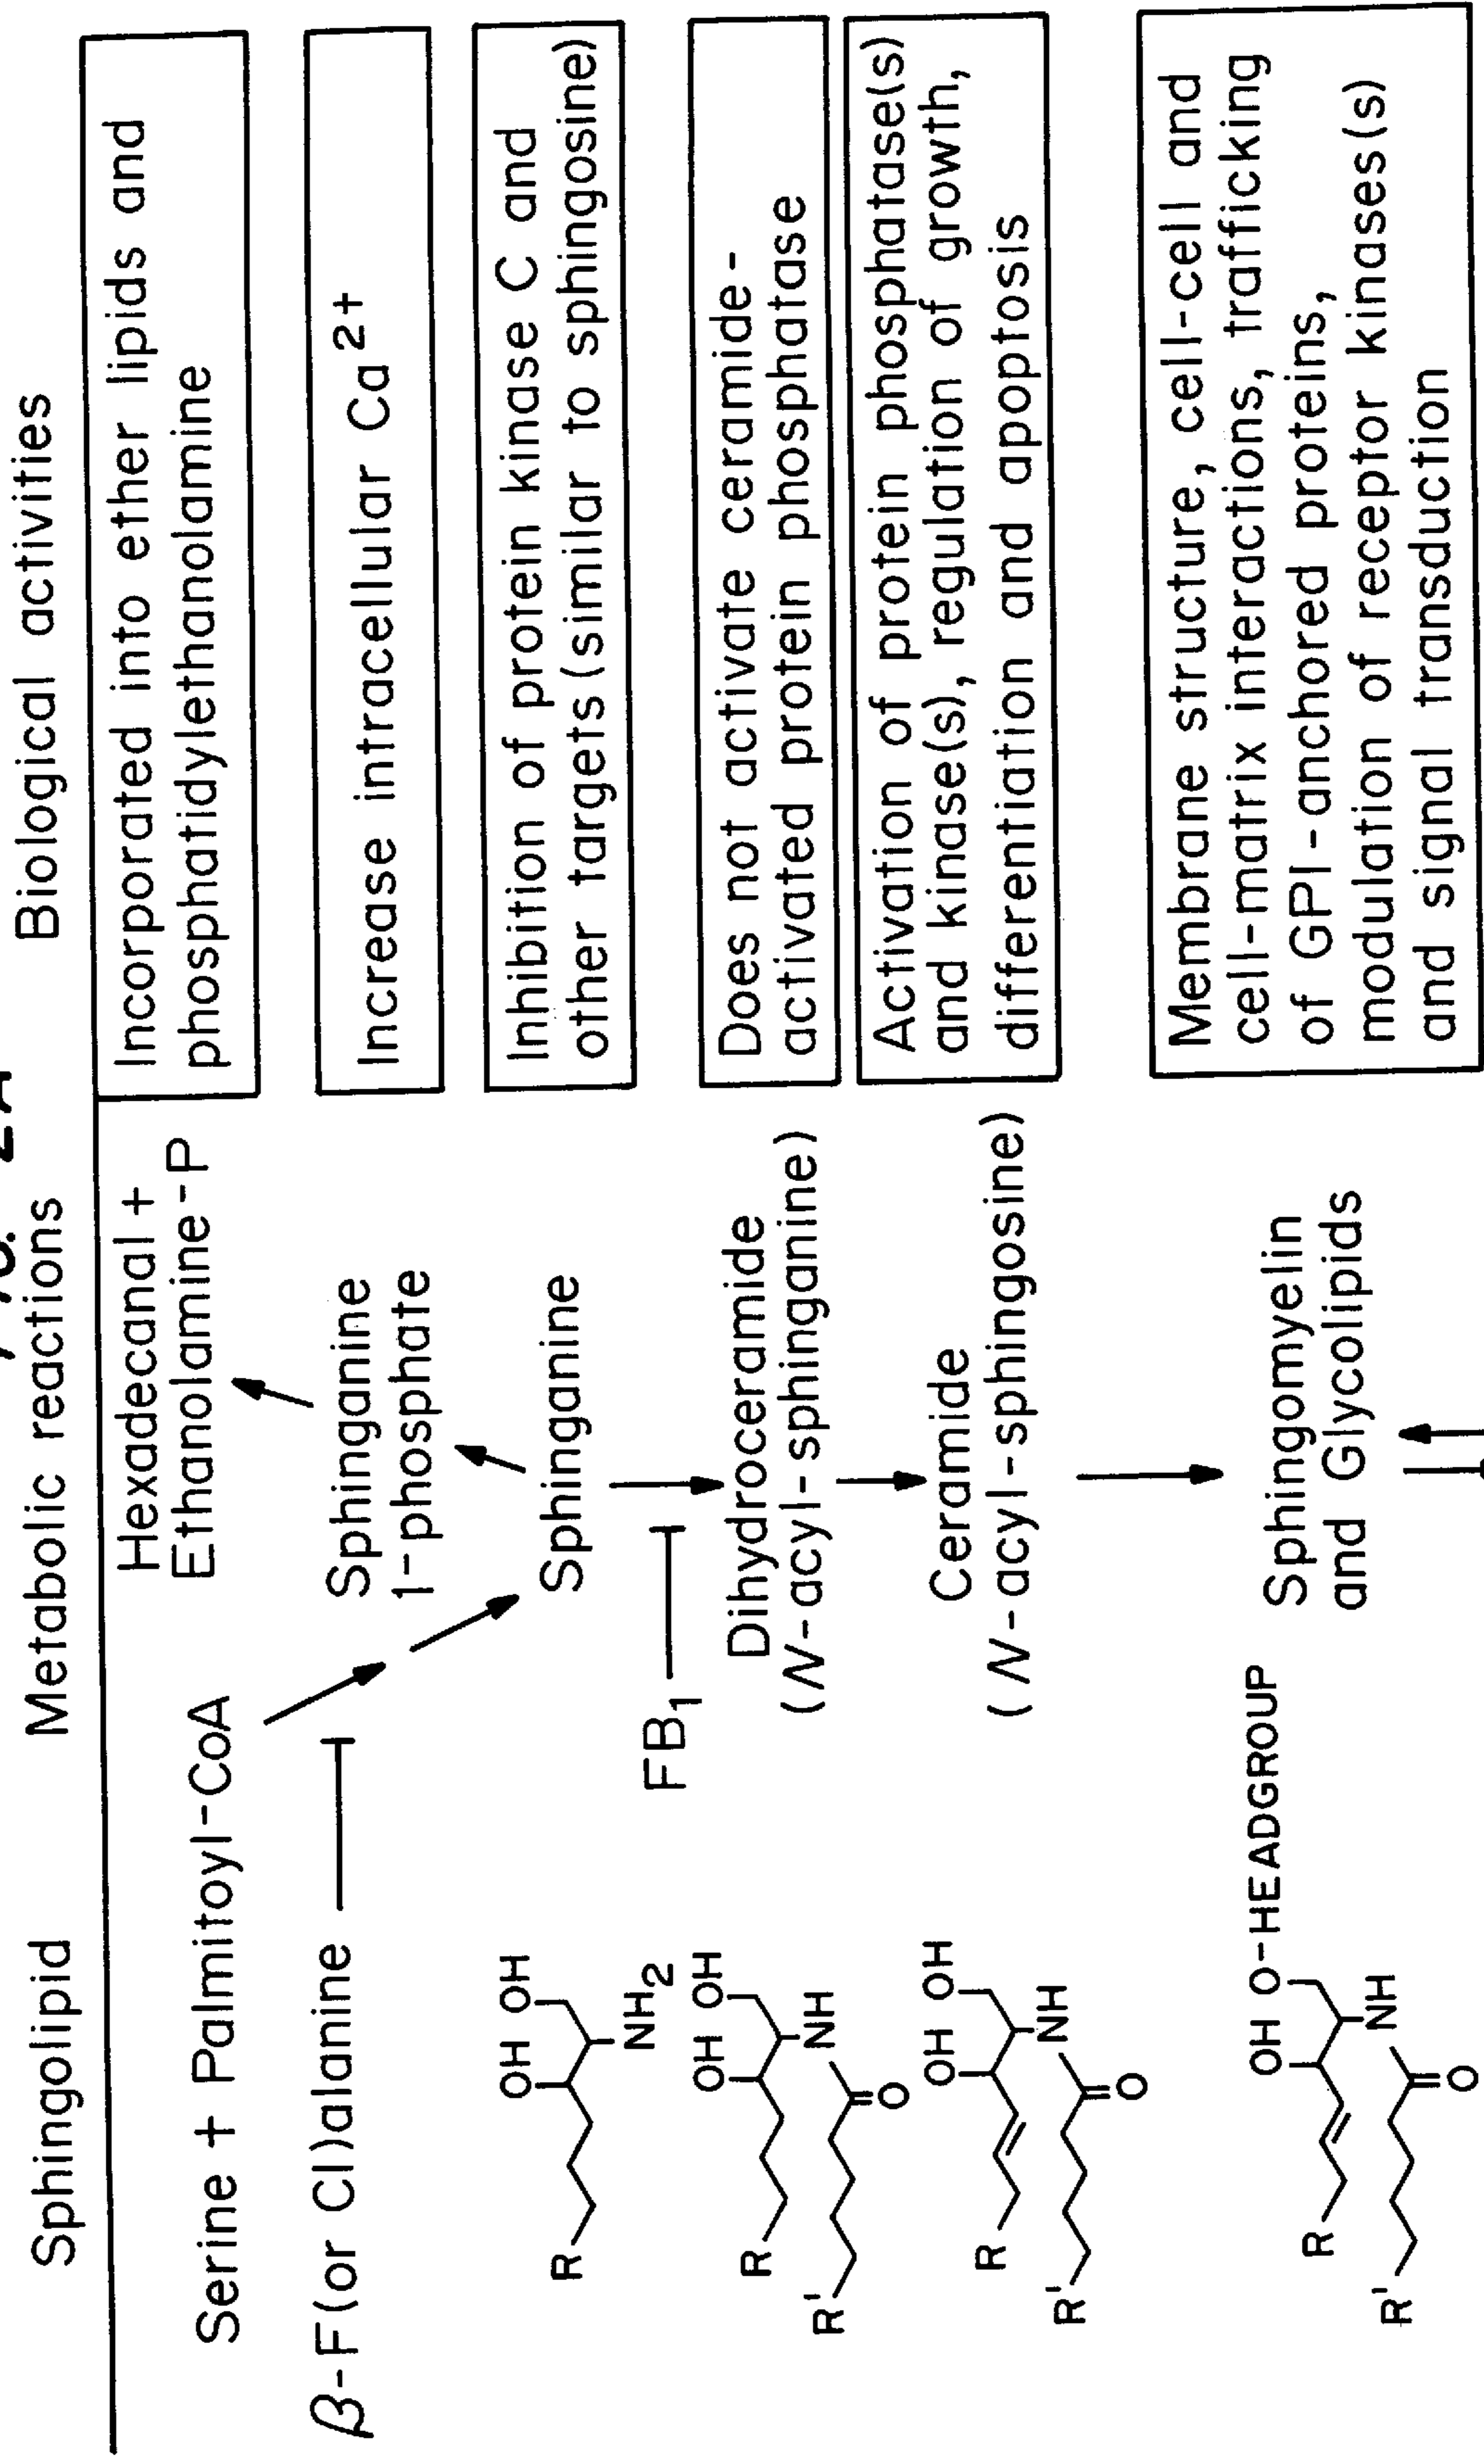 Sphingolipid
Metabolic reactions
Biological activities
Serine + Palmitoyl-CoA
Hexadecanal +
Ethanolamine-P
Incorporated into ether lipids and
phosphatidylethanolamine
β-F(or Cl)alanine
Sphinganine
1-phosphate
Increase intracellular Ca2+
OH OH
R
NH2
Sphinganine
Inhibition of protein kinase C and
other targets (similar to sphingosine)
FB1
OH OH
R
NH
R'
O
Dihydroceramide
(N-acyl-sphinganine)
Does not activate ceramide-
activated protein phosphatase
OH OH
R
NH
R'
O
Ceramide
(N-acyl-sphingosine)
Activation of protein phosphatase(s)
and kinase(s), regulation of growth,
differentiation and apoptosis
OH O-HEADGROUP
R
NH
R'
O
Sphingomyelin
and Glycolipids
Membrane structure, cell-cell and
cell-matrix interactions, trafficking
of GPI-anchored proteins,
modulation of receptor kinases(s)
and signal transduction